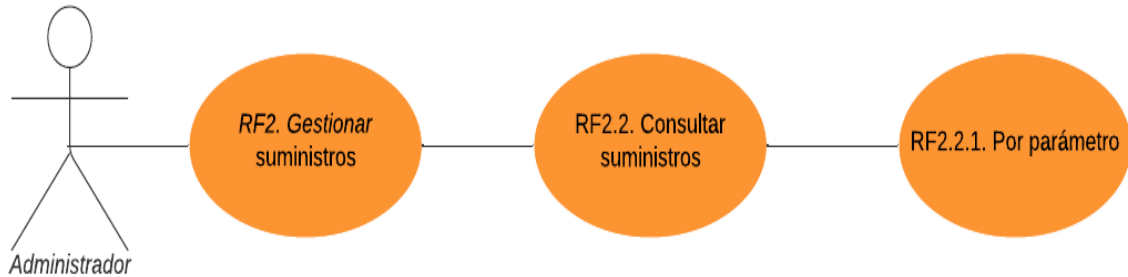 RF2. Gestionar
suministros
RF2.2. Consultar
suministros
RF2.2.1. Por parámetro
Administrador